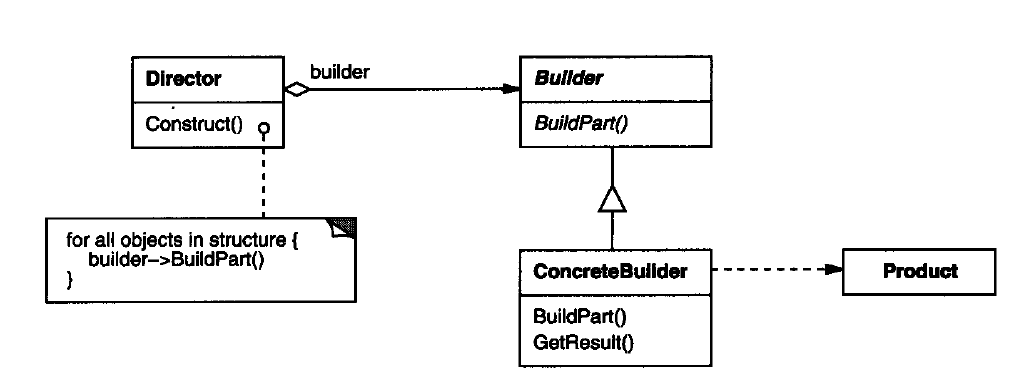 Director
Construct()
builder
Builder
BuildPart()
for all objects in structure {
builder->BuildPart()
}
ConcreteBuilder
BuildPart()
GetResult()
Product